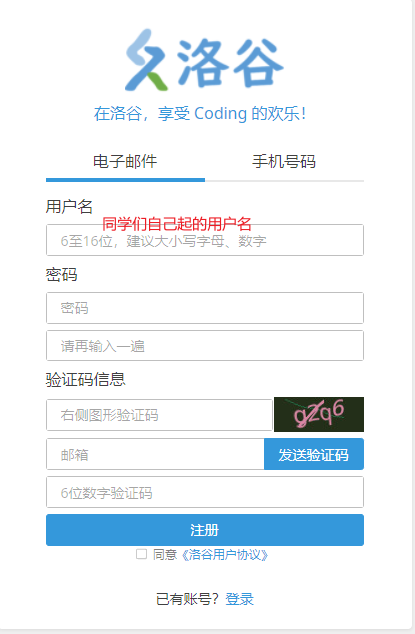 洛谷
在洛谷，享受 Coding 的欢乐！
电子邮件 手机号码
用户名
同学们自己起的用户名
6至16位，建议大小写字母、数字
密码
密码
请再输入一遍
验证码信息
右侧图形验证码 gzq6
邮箱 发送验证码
6位数字验证码
注册
同意《洛谷用户协议》
已有账号？登录